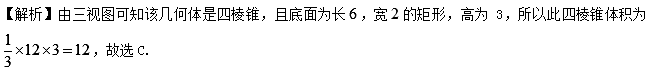 【解析】由三视图可知该几何体是四棱锥，且底面为长6，宽2的矩形，高为 3，所以此四棱锥体积为
1/3×12×3=12，故选C.